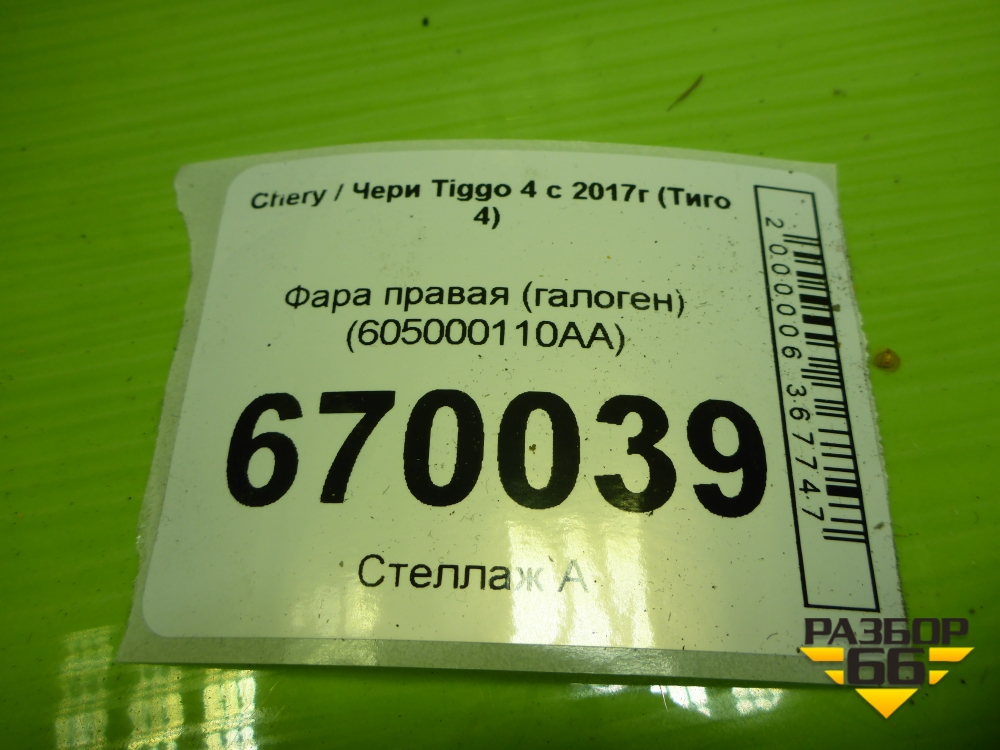 Chery / Чери Tiggo 4 с 2017г (Тиго
4)
Фара правая (галоген)
(605000110AA)
670039
Стеллаж А
2000006367747
РАЗБОР
66